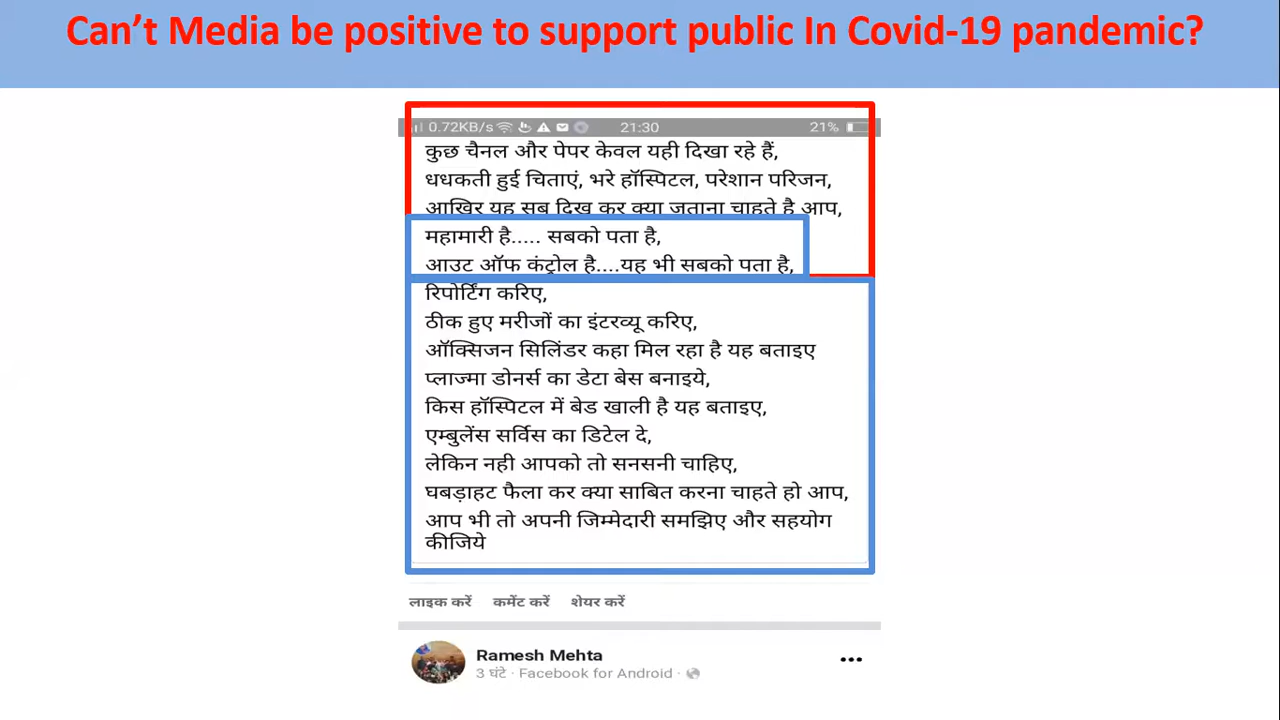 Can't Media be positive to support public In Covid-19 pandemic?
0.72KB/s 21:30 21%
कुछ चैनल और पेपर केवल यही दिखा रहे हैं,
धधकती हुई चिताएं, भरे हॉस्पिटल, परेशान परिजन,
आखिर यह सब दिख कर क्या जताना चाहते है आप,
महामारी है..... सबको पता है,
आउट ऑफ कंट्रोल है....यह भी सबको पता है,
रिपोर्टिंग करिए,
ठीक हुए मरीजों का इंटरव्यू करिए,
ऑक्सिजन सिलिंडर कहा मिल रहा है यह बताइए
प्लाज्मा डोनर्स का डेटा बेस बनाइये,
किस हॉस्पिटल में बेड खाली है यह बताइए,
एम्बुलेंस सर्विस का डिटेल दे,
लेकिन नही आपको तो सनसनी चाहिए,
घबड़ाहट फैला कर क्या साबित करना चाहते हो आप,
आप भी तो अपनी जिम्मेदारी समझिए और सहयोग
कीजिये
लाइक करें कमेंट करें शेयर करें
Ramesh Mehta
3 घंटे · Facebook for Android ·